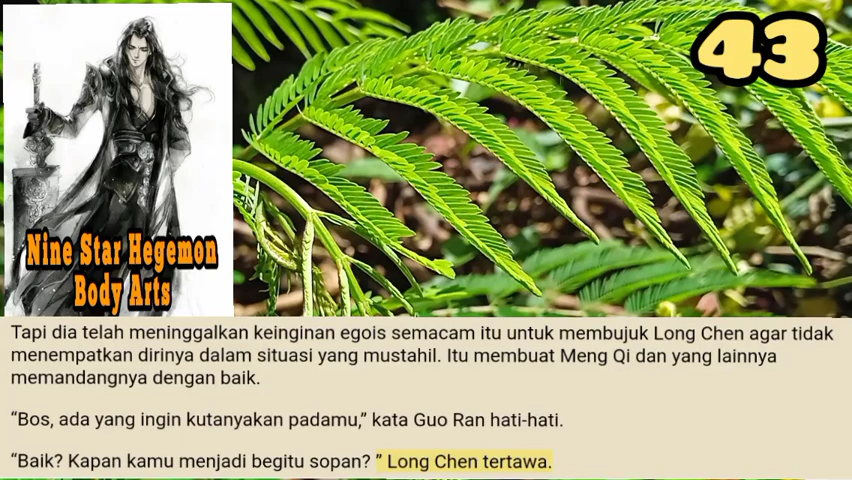 43
Nine Star Hegemon
Body Arts
Tapi dia telah meninggalkan keinginan egois semacam itu untuk membujuk Long Chen agar tidak
menempatkan dirinya dalam situasi yang mustahil. Itu membuat Meng Qi dan yang lainnya
memandangnya dengan baik.
“Bos, ada yang ingin kutanyakan padamu,” kata Guo Ran hati-hati.
“Baik? Kapan kamu menjadi begitu sopan? ” Long Chen tertawa.